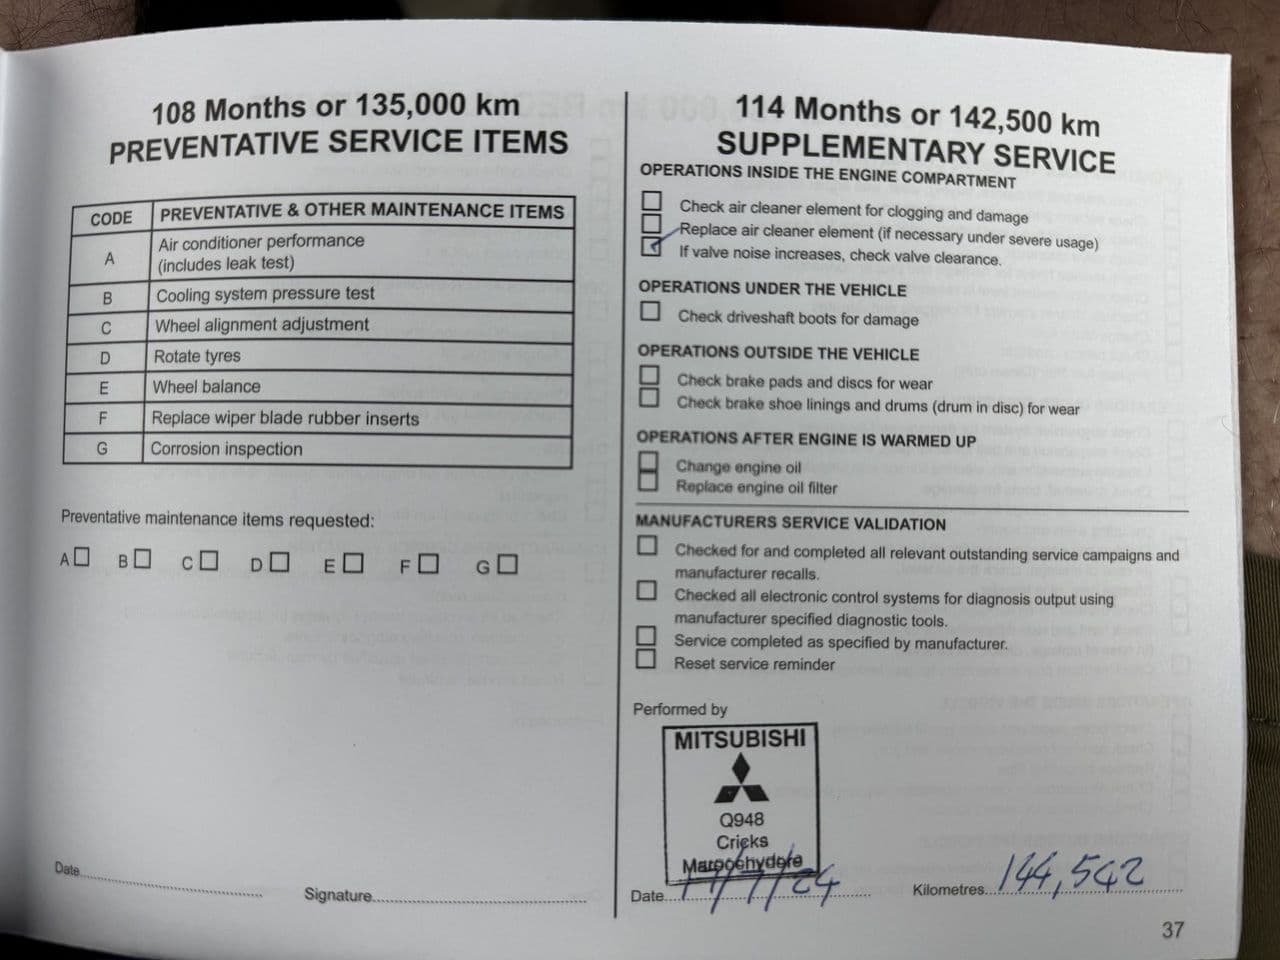 108 Months or 135,000 km
PREVENTATIVE SERVICE ITEMS
CODE PREVENTATIVE & OTHER MAINTENANCE ITEMS
A Air conditioner performance
(includes leak test)
B Cooling system pressure test
C Wheel alignment adjustment
D Rotate tyres
E Wheel balance
F Replace wiper blade rubber inserts
G Corrosion inspection
Preventative maintenance items requested:
A B C D E F G
Date
Signature
114 Months or 142,500 km
SUPPLEMENTARY SERVICE
OPERATIONS INSIDE THE ENGINE COMPARTMENT
Check air cleaner element for clogging and damage
Replace air cleaner element (if necessary under severe usage)
If valve noise increases, check valve clearance.
OPERATIONS UNDER THE VEHICLE
Check driveshaft boots for damage
OPERATIONS OUTSIDE THE VEHICLE
Check brake pads and discs for wear
Check brake shoe linings and drums (drum in disc) for wear
OPERATIONS AFTER ENGINE IS WARMED UP
Change engine oil
Replace engine oil filter
MANUFACTURERS SERVICE VALIDATION
Checked for and completed all relevant outstanding service campaigns and
manufacturer recalls.
Checked all electronic control systems for diagnosis output using
manufacturer specified diagnostic tools.
Service completed as specified by manufacturer.
Reset service reminder
Performed by
MITSUBISHI
Q948
Cricks
Maroochydore
Date
Kilometres 144,542
37